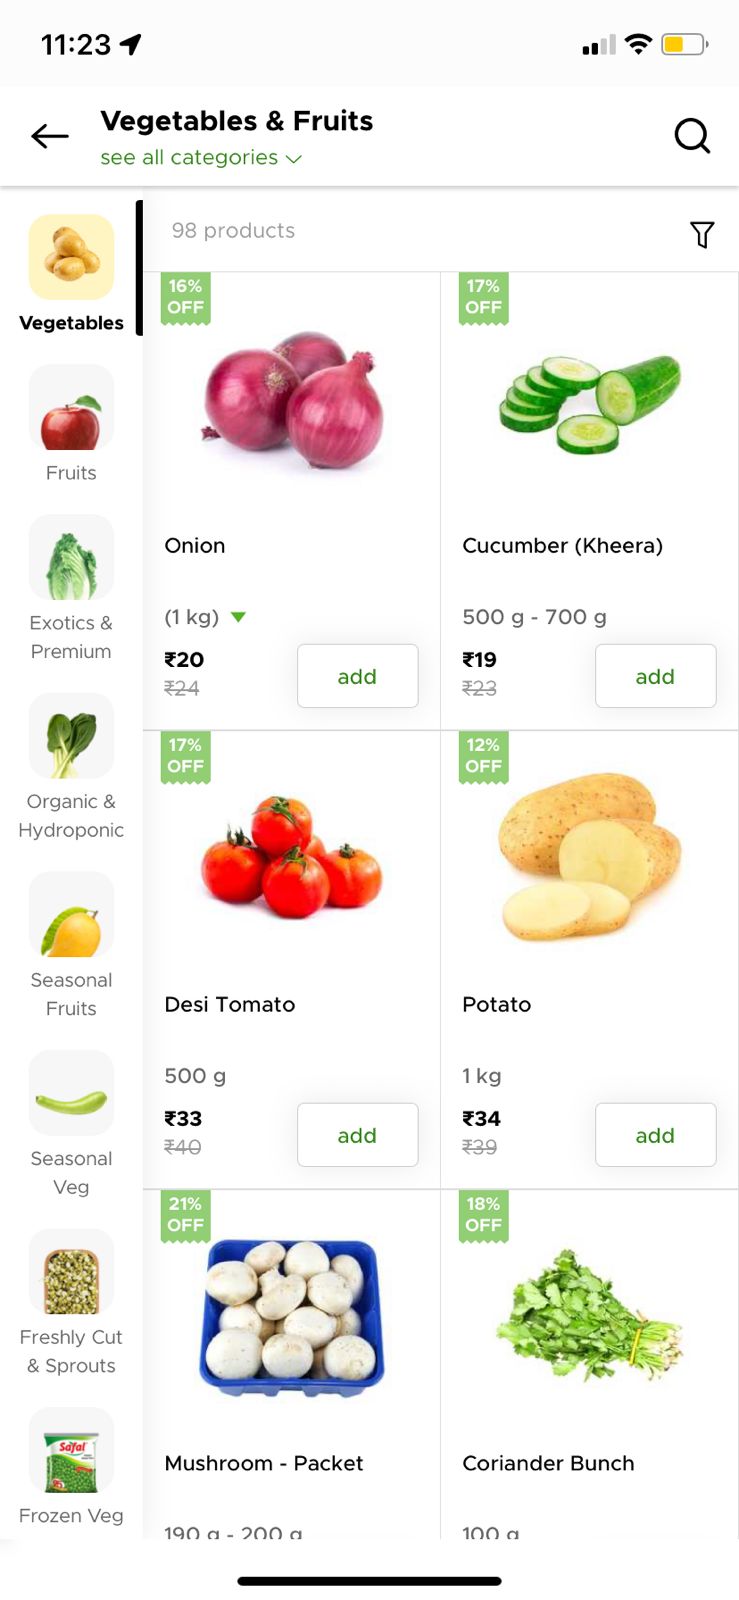 11:23
Vegetables & Fruits
see all categories
98 products
Vegetables
Fruits
Exotics &
Premium
Organic &
Hydroponic
Seasonal
Fruits
Seasonal
Veg
Freshly Cut
& Sprouts
Safal
Frozen Veg
16%
OFF
Onion
(1 kg)
₹20
₹24
add
17%
OFF
Cucumber (Kheera)
500 g - 700 g
₹19
₹23
add
17%
OFF
Desi Tomato
500 g
₹33
₹40
add
12%
OFF
Potato
1 kg
₹34
₹39
add
21%
OFF
Mushroom - Packet
190 g - 200 g
18%
OFF
Coriander Bunch
100 g